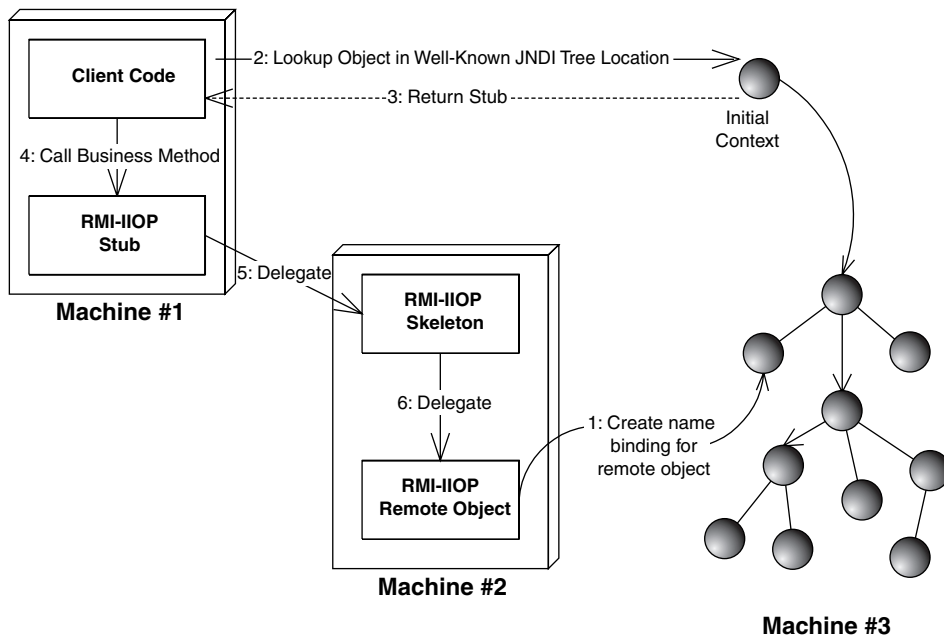 Client Code
2: Lookup Object in Well-Known JNDI Tree Location
3: Return Stub
Initial
Context
4: Call Business Method
RMI-IIOP
Stub
5: Delegate
Machine #1
RMI-IIOP
Skeleton
6: Delegate
1: Create name
binding for
remote object
RMI-IIOP
Remote Object
Machine #2
Machine #3